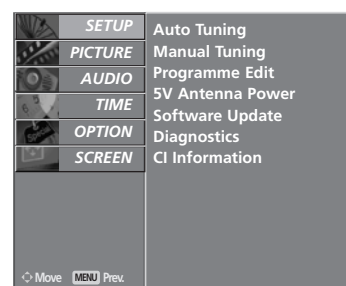 SETUP
PICTURE
AUDIO
TIME
OPTION
SCREEN
Auto Tuning
Manual Tuning
Programme Edit
5V Antenna Power
Software Update
Diagnostics
CI Information
Move MENU Prev.